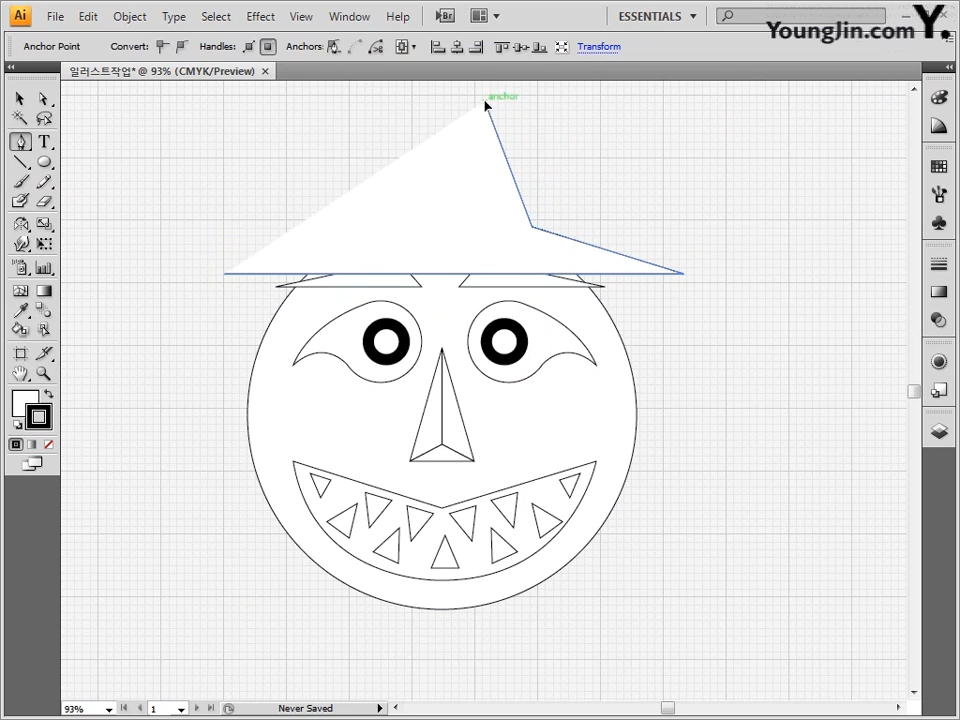 Ai File Edit Object Type Select Effect View Window Help Br ESSENTIALS
YoungJin.com Y.
Anchor Point Convert: Handles: Anchors: Transform
일러스트작업* @ 93% (CMYK/Preview) ×
anchor
T
93% 1 Never Saved